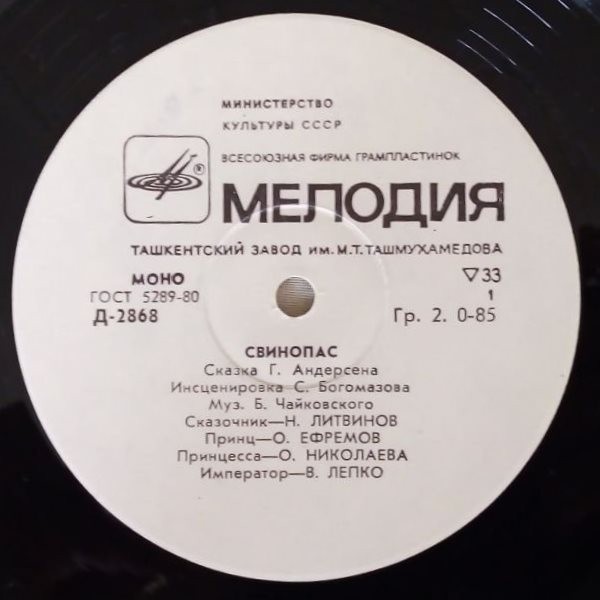 МИНИСТЕРСТВО
КУЛЬТУРЫ СССР
ВСЕСОЮЗНАЯ ФИРМА ГРАМПЛАСТИНОК
®
МЕЛОДИЯ
ТАШКЕНТСКИЙ ЗАВОД ИМ. М.Т. ТАШМУХАМЕДОВА
МОНО ▽33
ГОСТ 5289-80 1
Д-2868 Гр. 2. 0-85
СВИНОПАС
Сказка Г. Андерсена
Инсценировка С. Богомазова
Муз. Б. Чайковского
Сказочник—Н. ЛИТВИНОВ
Принц—О. ЕФРЕМОВ
Принцесса—О. НИКОЛАЕВА
Император—В. ЛЕПКО